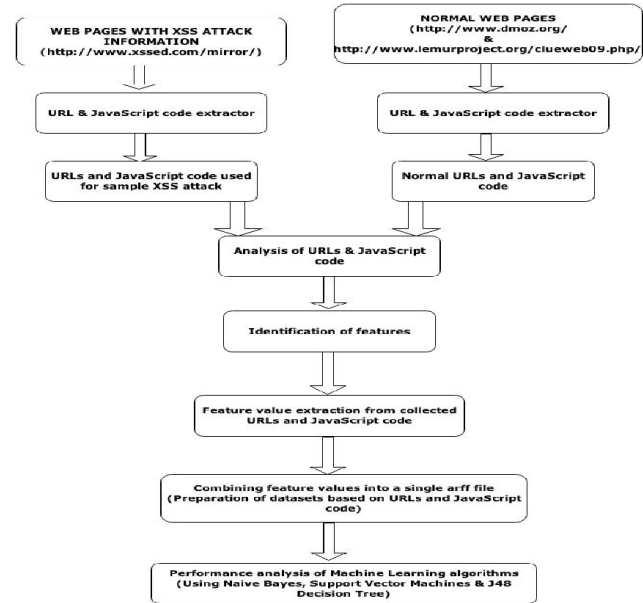 WEB PAGES WITH XSS ATTACK
INFORMATION
(http://www.xssed.com/mirror/)
NORMAL WEB PAGES
(http://www.dmoz.org/
&
http://www.lemurproject.org/clueweb09.php/
URL & JavaScript code extractor
URL & JavaScript code extractor
URLs and JavaScript code used
for sample XSS attack
Normal URLs and JavaScript
code
Analysis of URLs & JavaScript
code
Identification of features
Feature value extraction from collected
URLs and JavaScript code
Combining feature values into a single arff file
(Preparation of datasets based on URLs and JavaScript
code)
Performance analysis of Machine Learning algorithms
(Using Naive Bayes, Support Vector Machines & J48
Decision Tree)